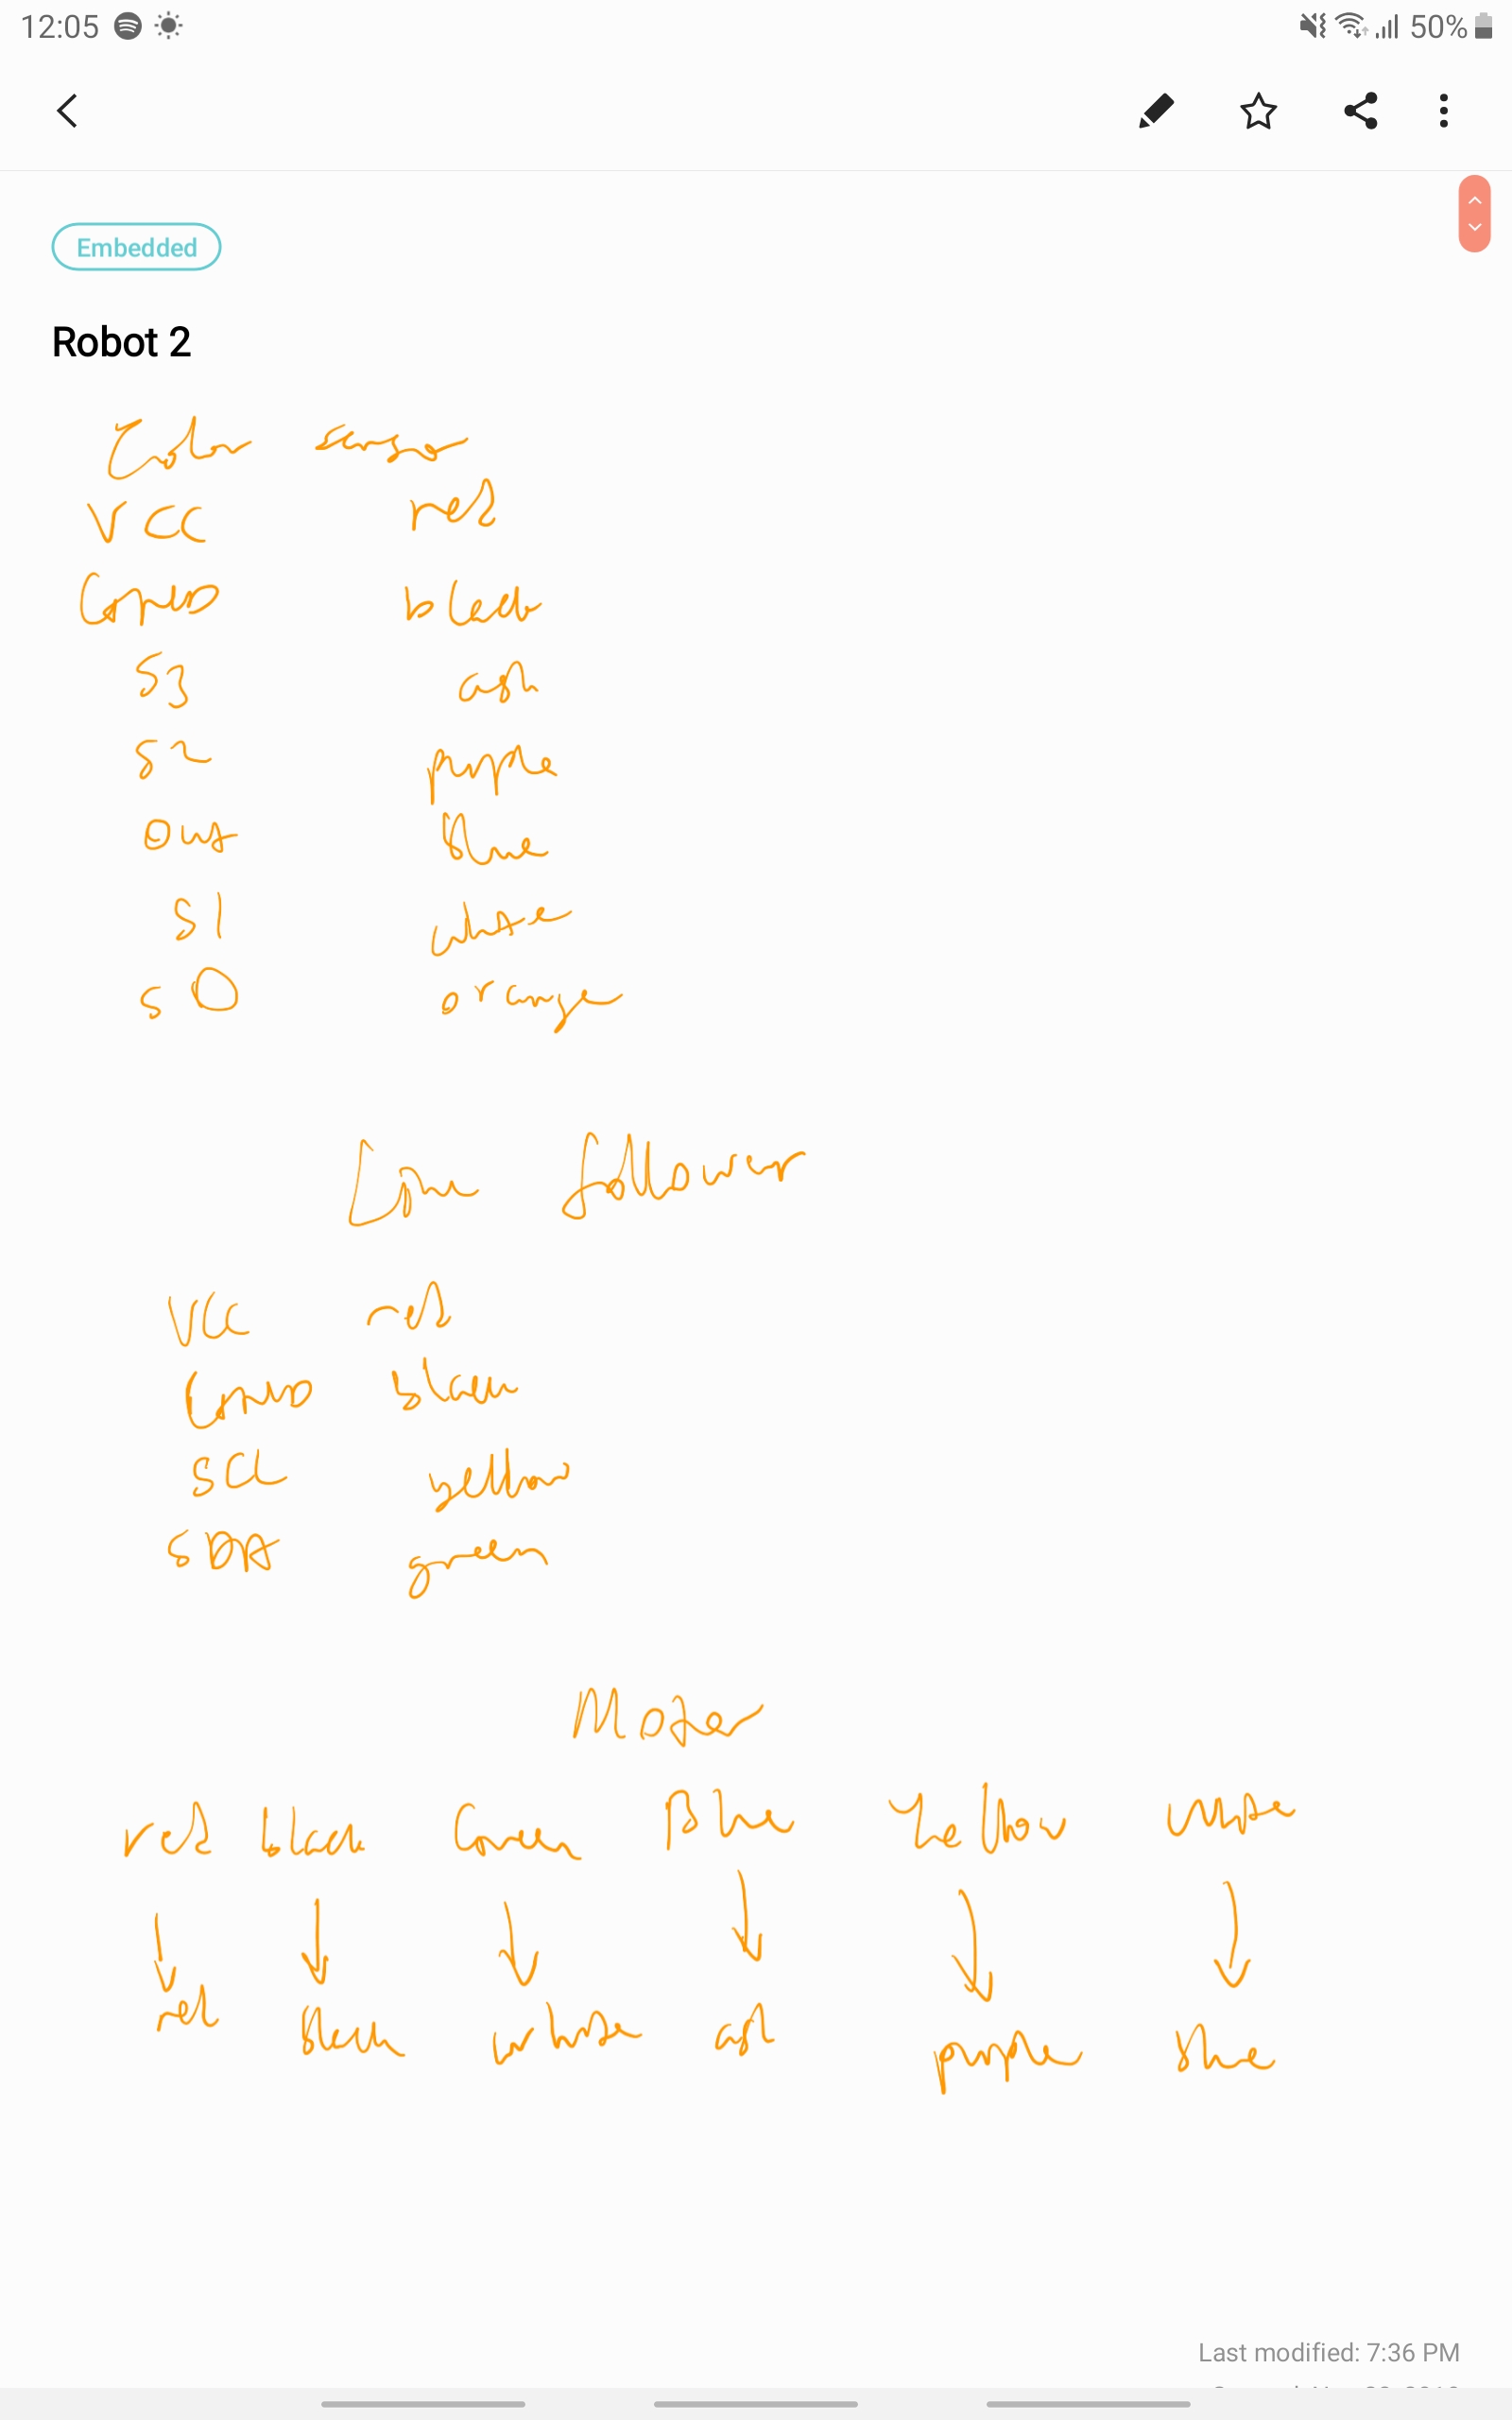 12:05 50%
Embedded
Robot 2
Color sensor
VCC red
GND black
S3 ash
S2 purple
Out blue
S1 white
S0 orange
Line follower
VCC red
GND black
SCL yellow
SDA green
Motor
red black Green Blue Yellow white
red black white ash purple blue
Last modified: 7:36 PM